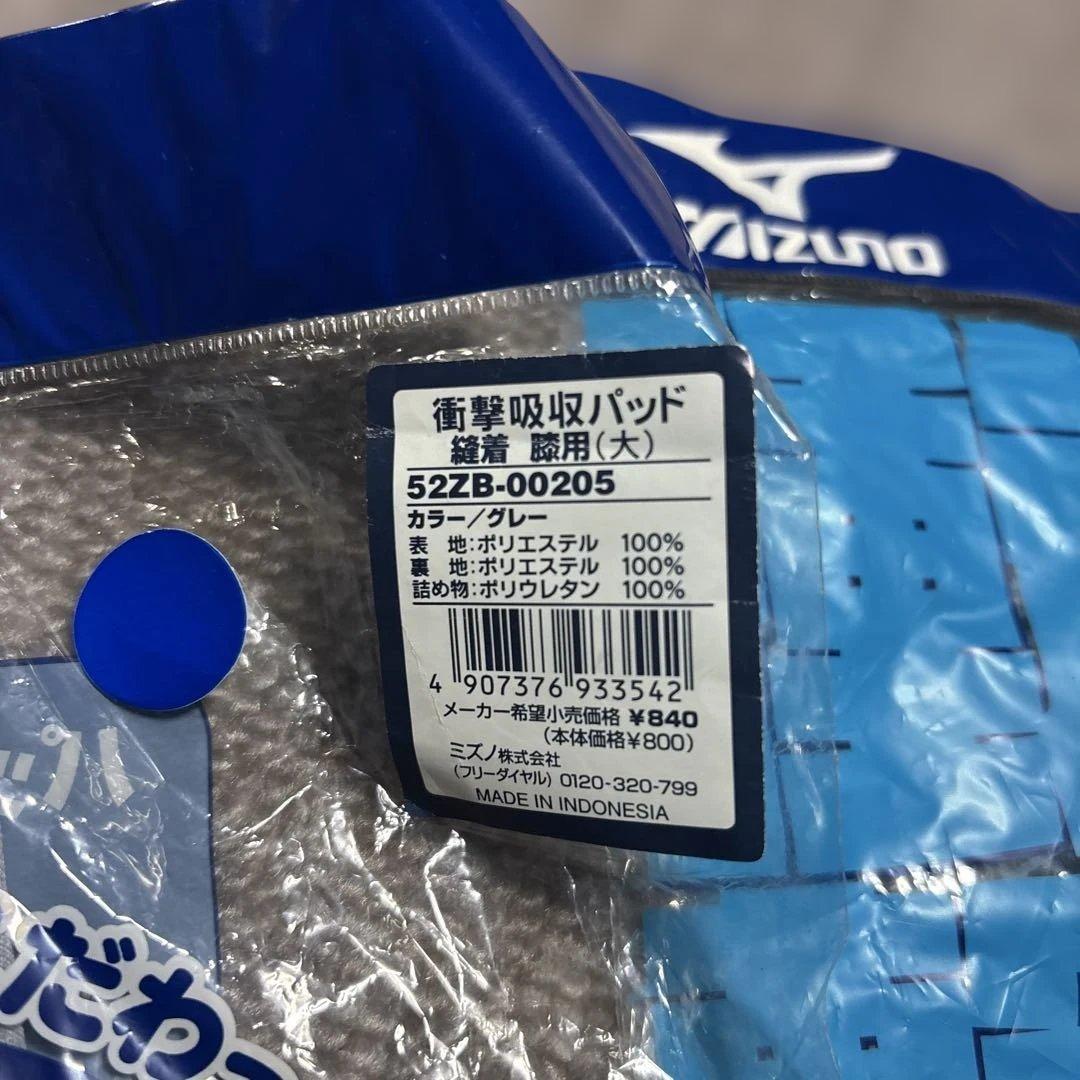 MIZUNO
衝撃吸収パッド
縫着 膝用(大)
52ZB-00205
カラー/グレー
表 地:ポリエステル 100%
裏 地:ポリエステル 100%
詰め物:ポリウレタン 100%
4 907376 933542
メーカー希望小売価格 ¥840
(本体価格¥800)
ミズノ株式会社
(フリーダイヤル) 0120-320-799
MADE IN INDONESIA
だわ